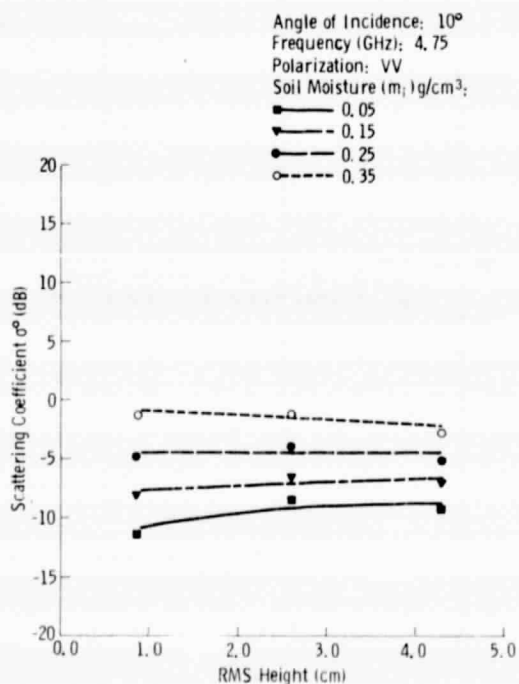 Angle of Incidence: 10°
Frequency (GHz): 4.75
Polarization: VV
Soil Moisture (mᵢ) g/cm³:
0.05
0.15
0.25
0.35
20
15
10
5
0
-5
-10
-15
-20
Scattering Coefficient σ° (dB)
0.0 1.0 2.0 3.0 4.0 5.0
RMS Height (cm)